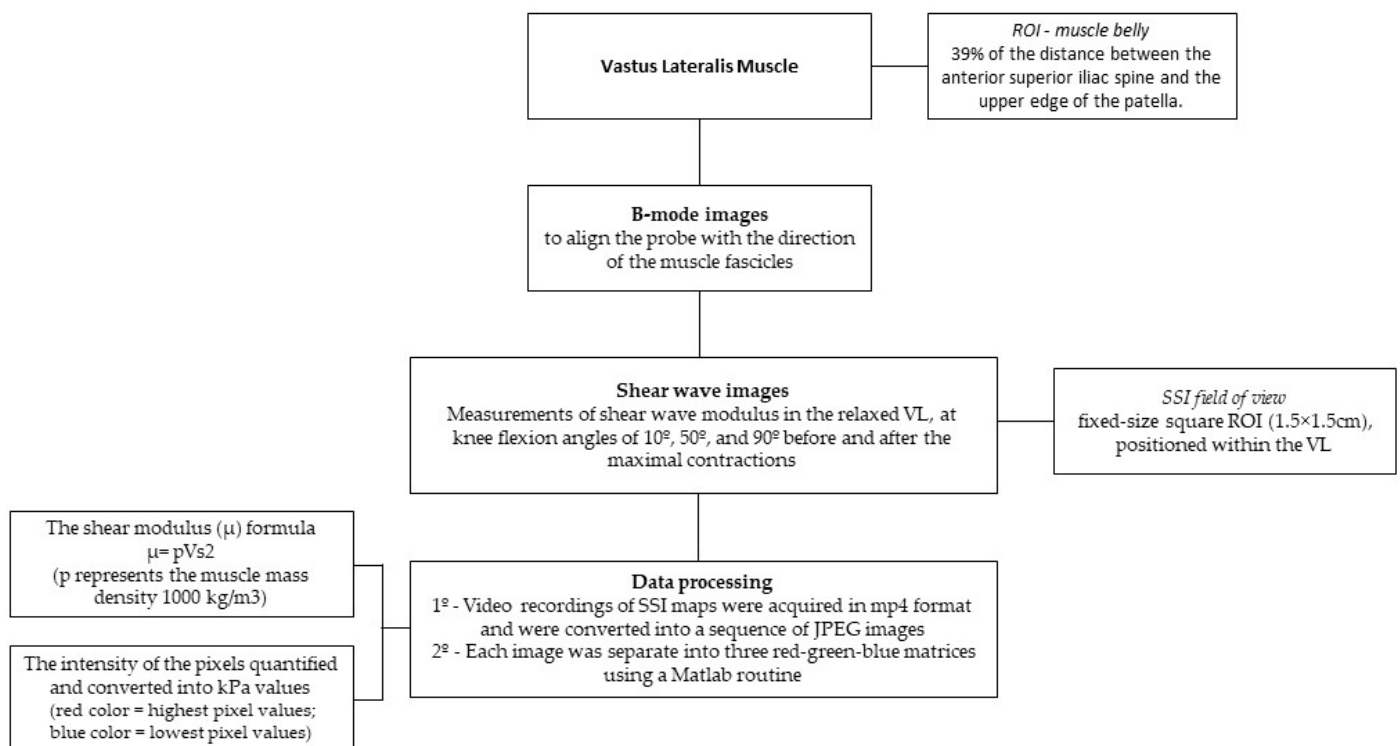 Vastus Lateralis Muscle
ROI - muscle belly
39% of the distance between the
anterior superior iliac spine and the
upper edge of the patella.
B-mode images
to align the probe with the direction
of the muscle fascicles
Shear wave images
Measurements of shear wave modulus in the relaxed VL, at
knee flexion angles of 10º, 50º, and 90º before and after the
maximal contractions
SSI field of view
fixed-size square ROI (1.5×1.5cm),
positioned within the VL
The shear modulus (μ) formula
μ= pVs2
(p represents the muscle mass
density 1000 kg/m3)
Data processing
1º - Video recordings of SSI maps were acquired in mp4 format
and were converted into a sequence of JPEG images
2º - Each image was separate into three red-green-blue matrices
using a Matlab routine
The intensity of the pixels quantified
and converted into kPa values
(red color = highest pixel values;
blue color = lowest pixel values)